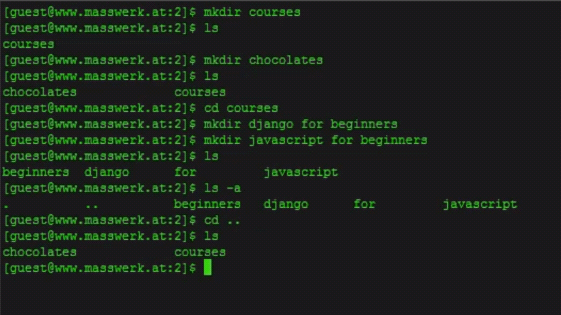 [guest@www.masswerk.at:2]$ mkdir courses
[guest@www.masswerk.at:2]$ ls
courses
[guest@www.masswerk.at:2]$ mkdir chocolates
[guest@www.masswerk.at:2]$ ls
chocolates courses
[guest@www.masswerk.at:2]$ cd courses
[guest@www.masswerk.at:2]$ mkdir django for beginners
[guest@www.masswerk.at:2]$ mkdir javascript for beginners
[guest@www.masswerk.at:2]$ ls
beginners django for javascript
[guest@www.masswerk.at:2]$ ls -a
. .. beginners django for javascript
[guest@www.masswerk.at:2]$ cd ..
[guest@www.masswerk.at:2]$ ls
chocolates courses
[guest@www.masswerk.at:2]$